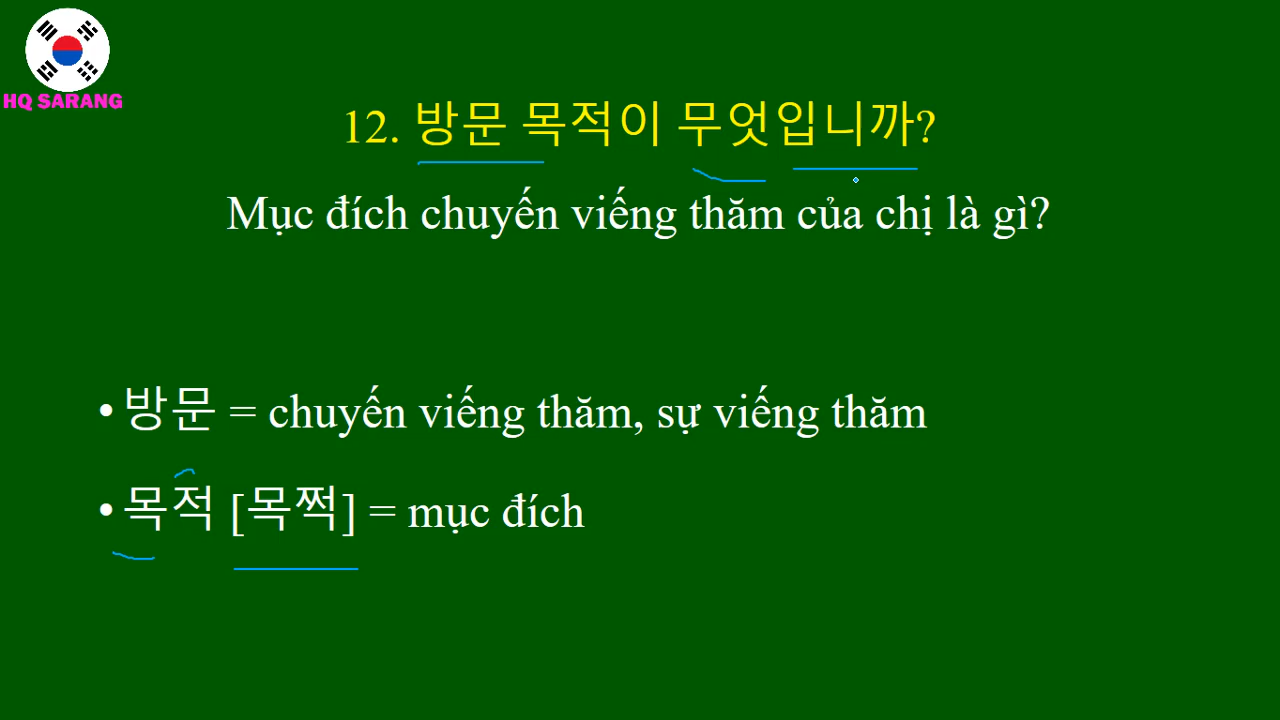 HQ SARANG
12. 방문 목적이 무엇입니까?
Mục đích chuyến viếng thăm của chị là gì?
• 방문 = chuyến viếng thăm, sự viếng thăm
• 목적 [목쩍] = mục đích